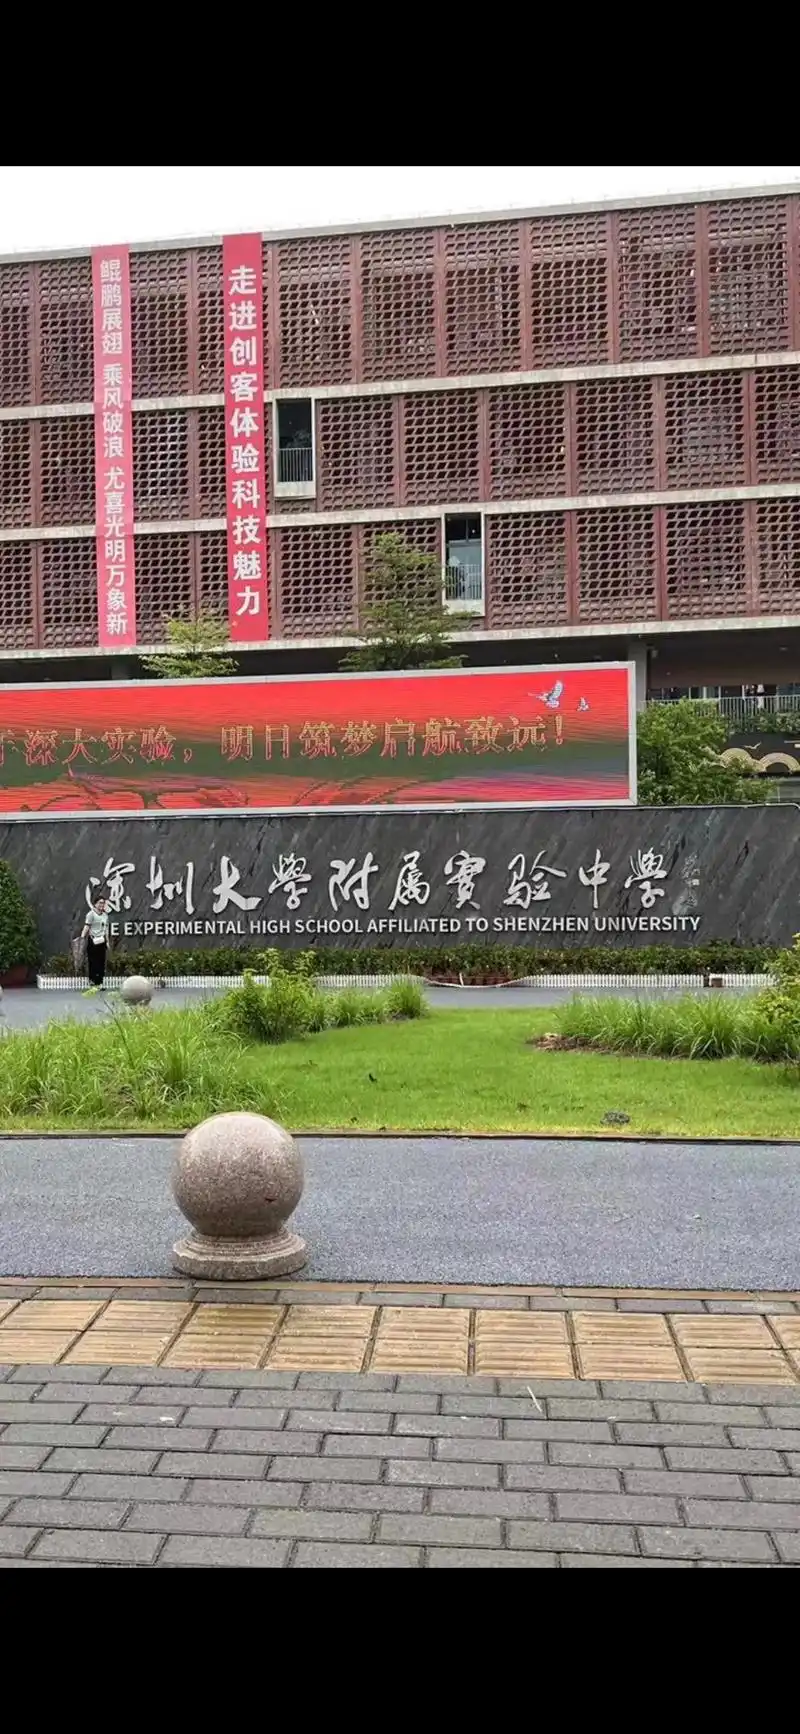 鲲鹏展翅 乘风破浪 尤喜光明万象新
走进创客体验科技魅力
深大实验，明日筑梦启航致远！
深圳大學附属實验中學
E EXPERIMENTAL HIGH SCHOOL AFFILIATED TO SHENZHEN UNIVERSITY